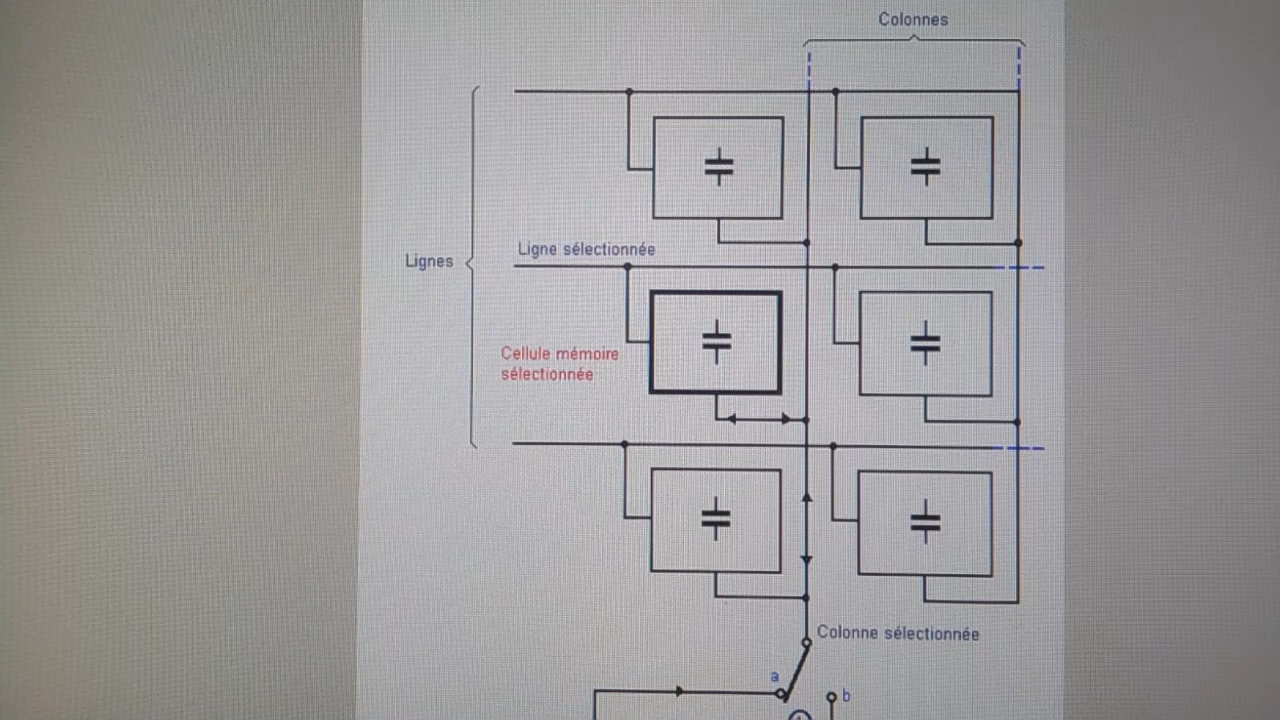 Colonnes
Ligne sélectionnée
Lignes
Cellule mémoire
sélectionnée
Colonne sélectionnée
a
b